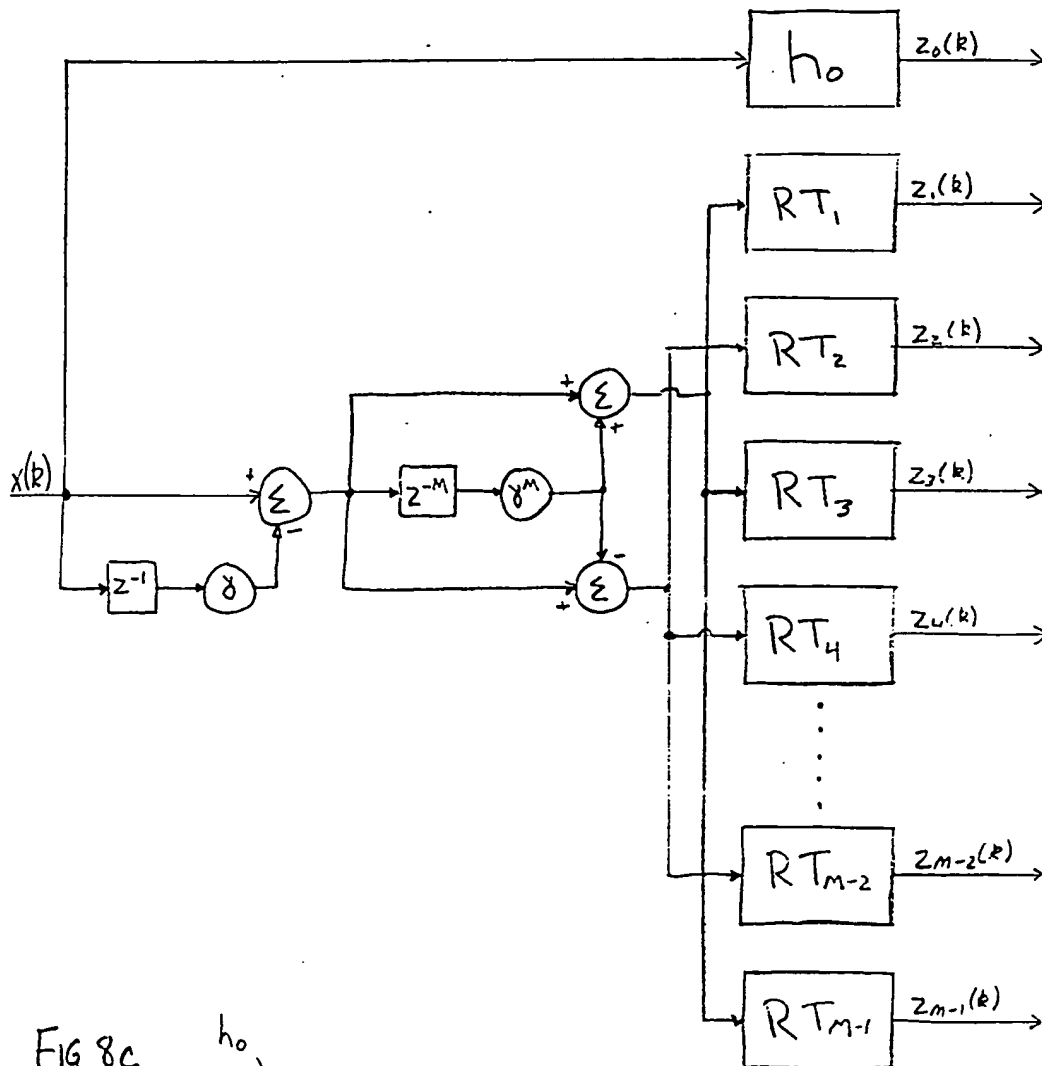 h₀
z₀(k)
RT₁
z₁(k)
RT₂
z₂(k)
+
Σ
+
x(k)
+
Σ
-
z⁻ᴹ
γᴹ
RT₃
z₃(k)
z⁻¹
γ
-
+
Σ
RT₄
z₄(k)
RTₘ₋₂
zₘ₋₂(k)
RTₘ₋₁
zₘ₋₁(k)
FIG 8c
h₀